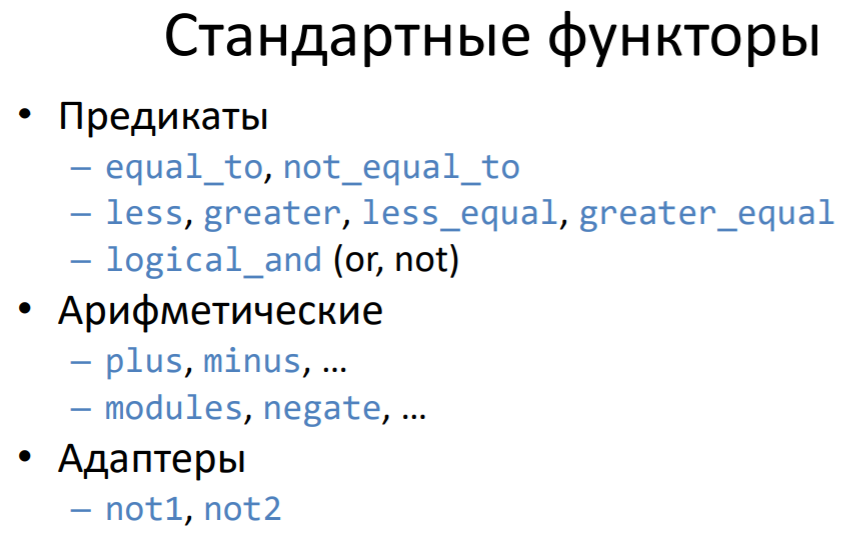 Стандартные функторы
• Предикаты
– equal_to, not_equal_to
– less, greater, less_equal, greater_equal
– logical_and (or, not)
• Арифметические
– plus, minus, …
– modules, negate, …
• Адаптеры
– not1, not2